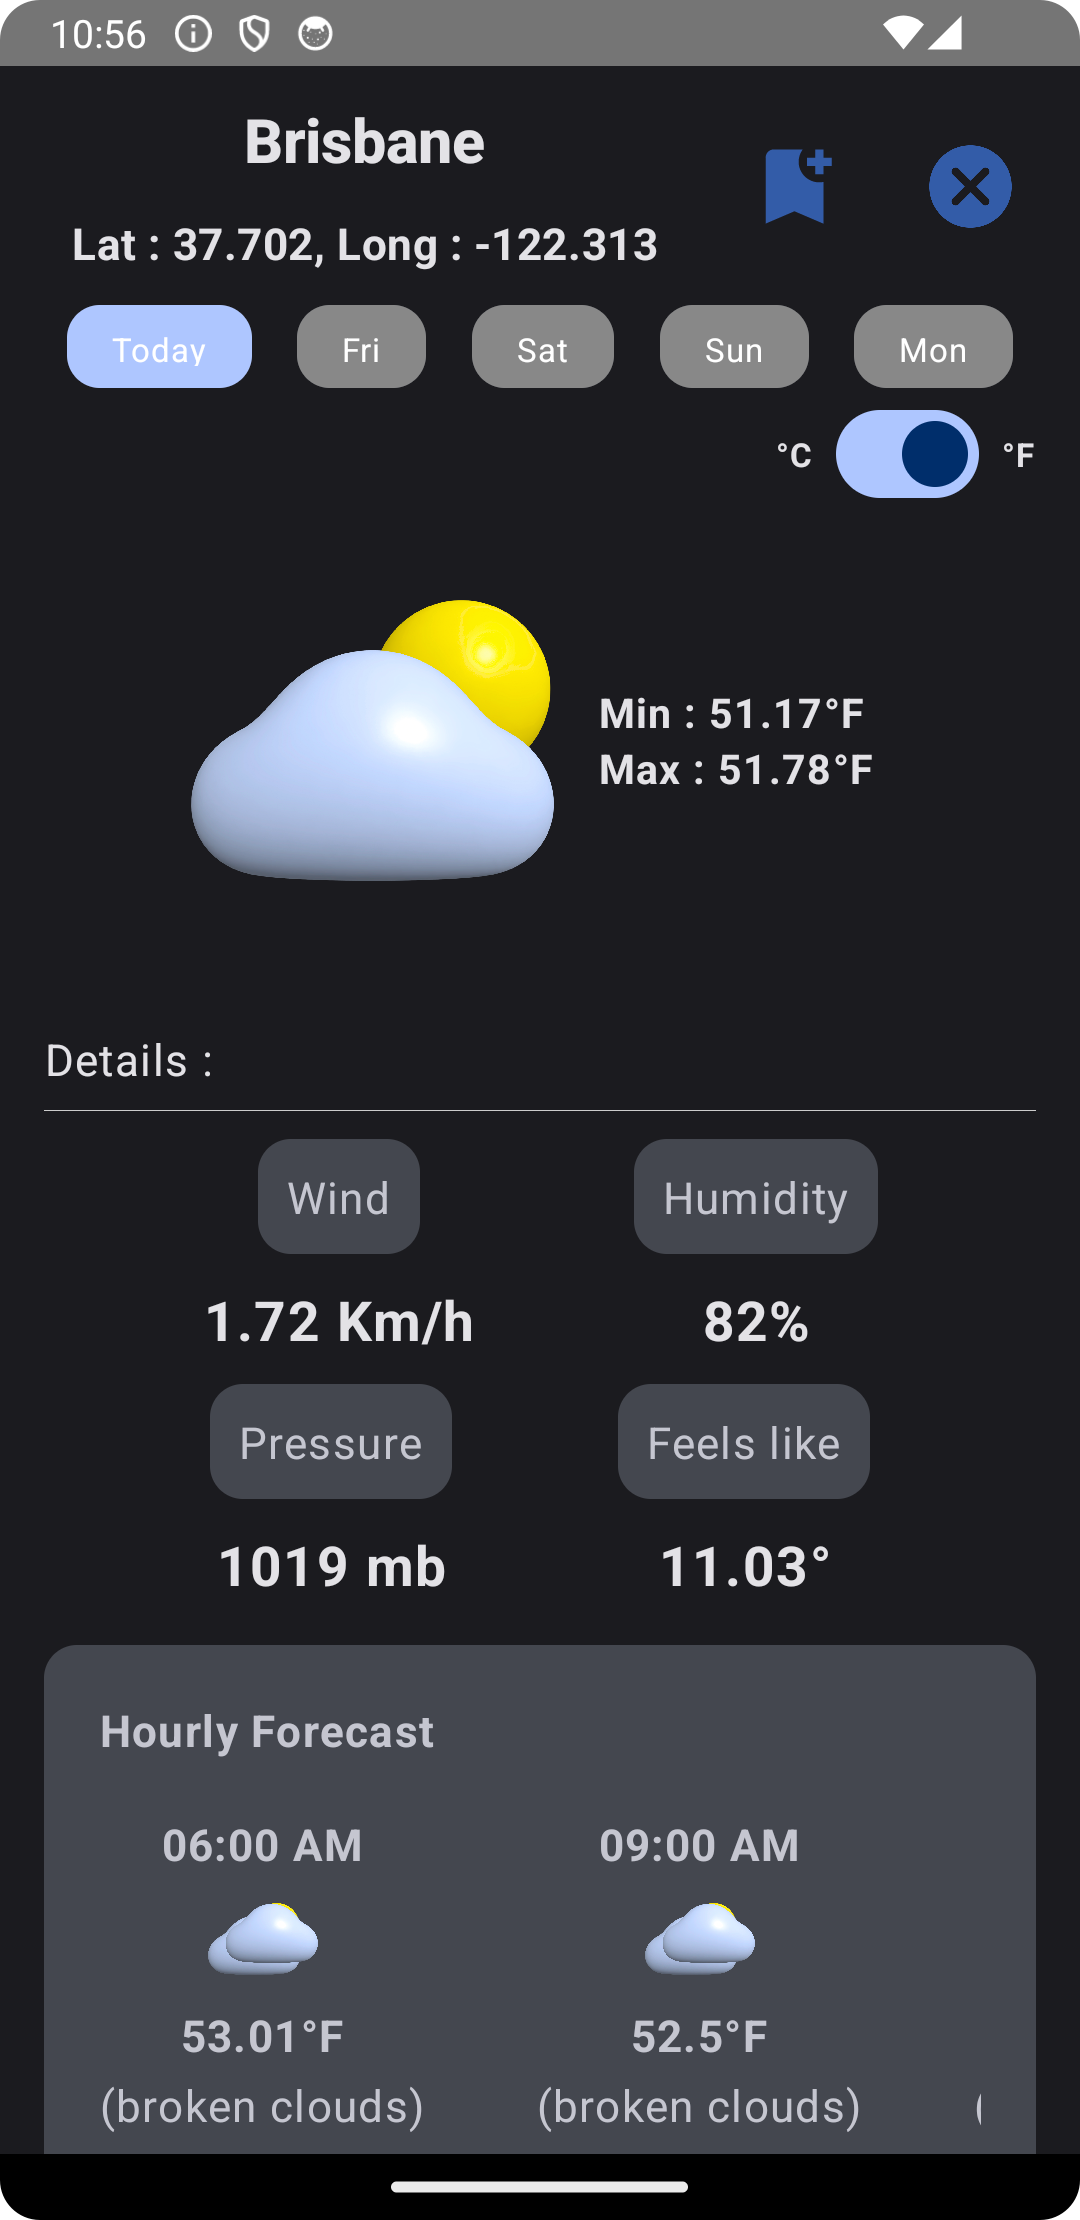 10:56
Brisbane
Lat : 37.702, Long : -122.313
Today Fri Sat Sun Mon
°C °F
Min : 51.17°F
Max : 51.78°F
Details :
Wind Humidity
1.72 Km/h 82%
Pressure Feels like
1019 mb 11.03°
Hourly Forecast
06:00 AM 09:00 AM
53.01°F 52.5°F
(broken clouds) (broken clouds) (